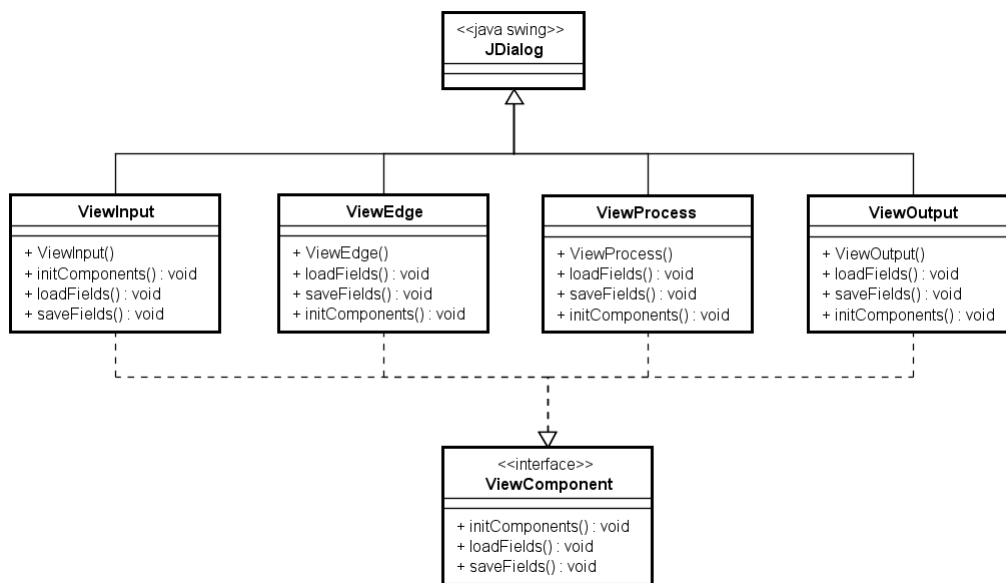 <<java swing>>
JDialog
ViewInput
+ ViewInput()
+ initComponents() : void
+ loadFields() : void
+ saveFields() : void
ViewEdge
+ ViewEdge()
+ loadFields() : void
+ saveFields() : void
+ initComponents() : void
ViewProcess
+ ViewProcess()
+ loadFields() : void
+ saveFields() : void
+ initComponents() : void
ViewOutput
+ ViewOutput()
+ loadFields() : void
+ saveFields() : void
+ initComponents() : void
<<interface>>
ViewComponent
+ initComponents() : void
+ loadFields() : void
+ saveFields() : void